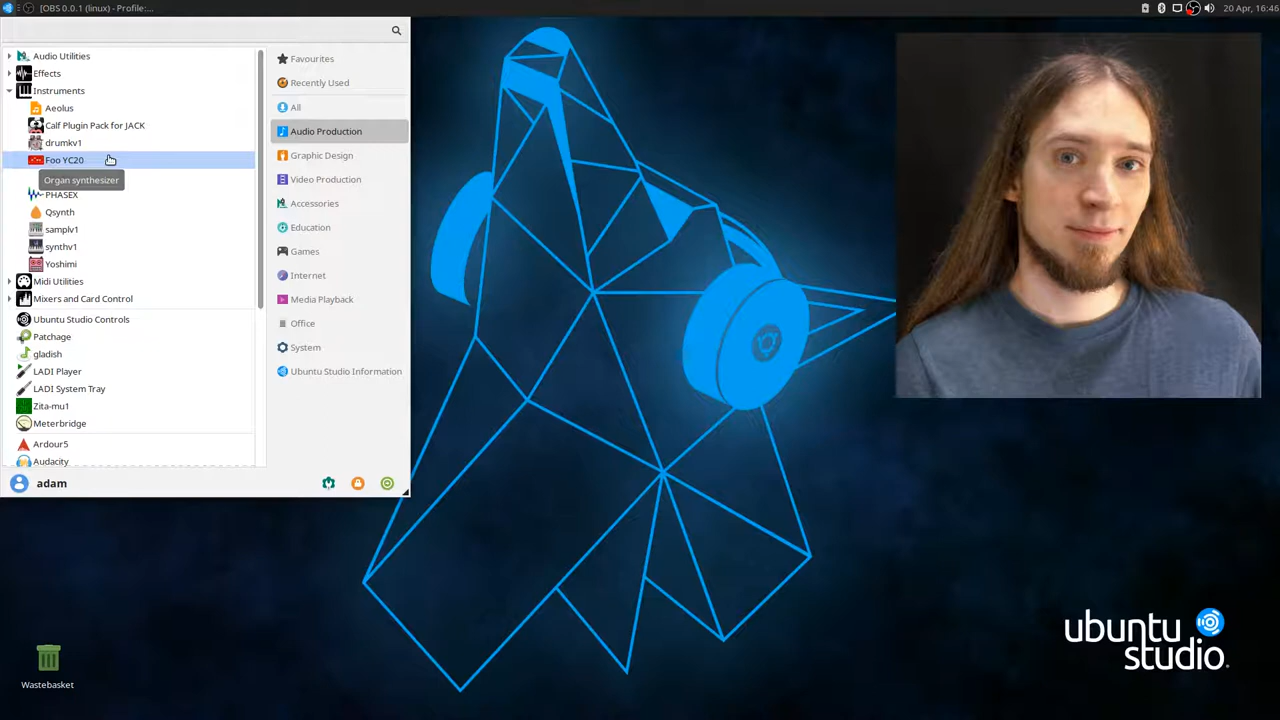 [OBS 0.0.1 (linux) - Profile:...
20 Apr, 16:46
Audio Utilities
Effects
Instruments
Aeolus
Calf Plugin Pack for JACK
drumkv1
Foo YC20
Organ synthesizer
PHASEX
Qsynth
samplv1
synthv1
Yoshimi
Midi Utilities
Mixers and Card Control
Ubuntu Studio Controls
Patchage
gladish
LADI Player
LADI System Tray
Zita-mu1
Meterbridge
Ardour5
Audacity
Favourites
Recently Used
All
Audio Production
Graphic Design
Video Production
Accessories
Education
Games
Internet
Media Playback
Office
System
Ubuntu Studio Information
adam
Wastebasket
ubuntu
studio